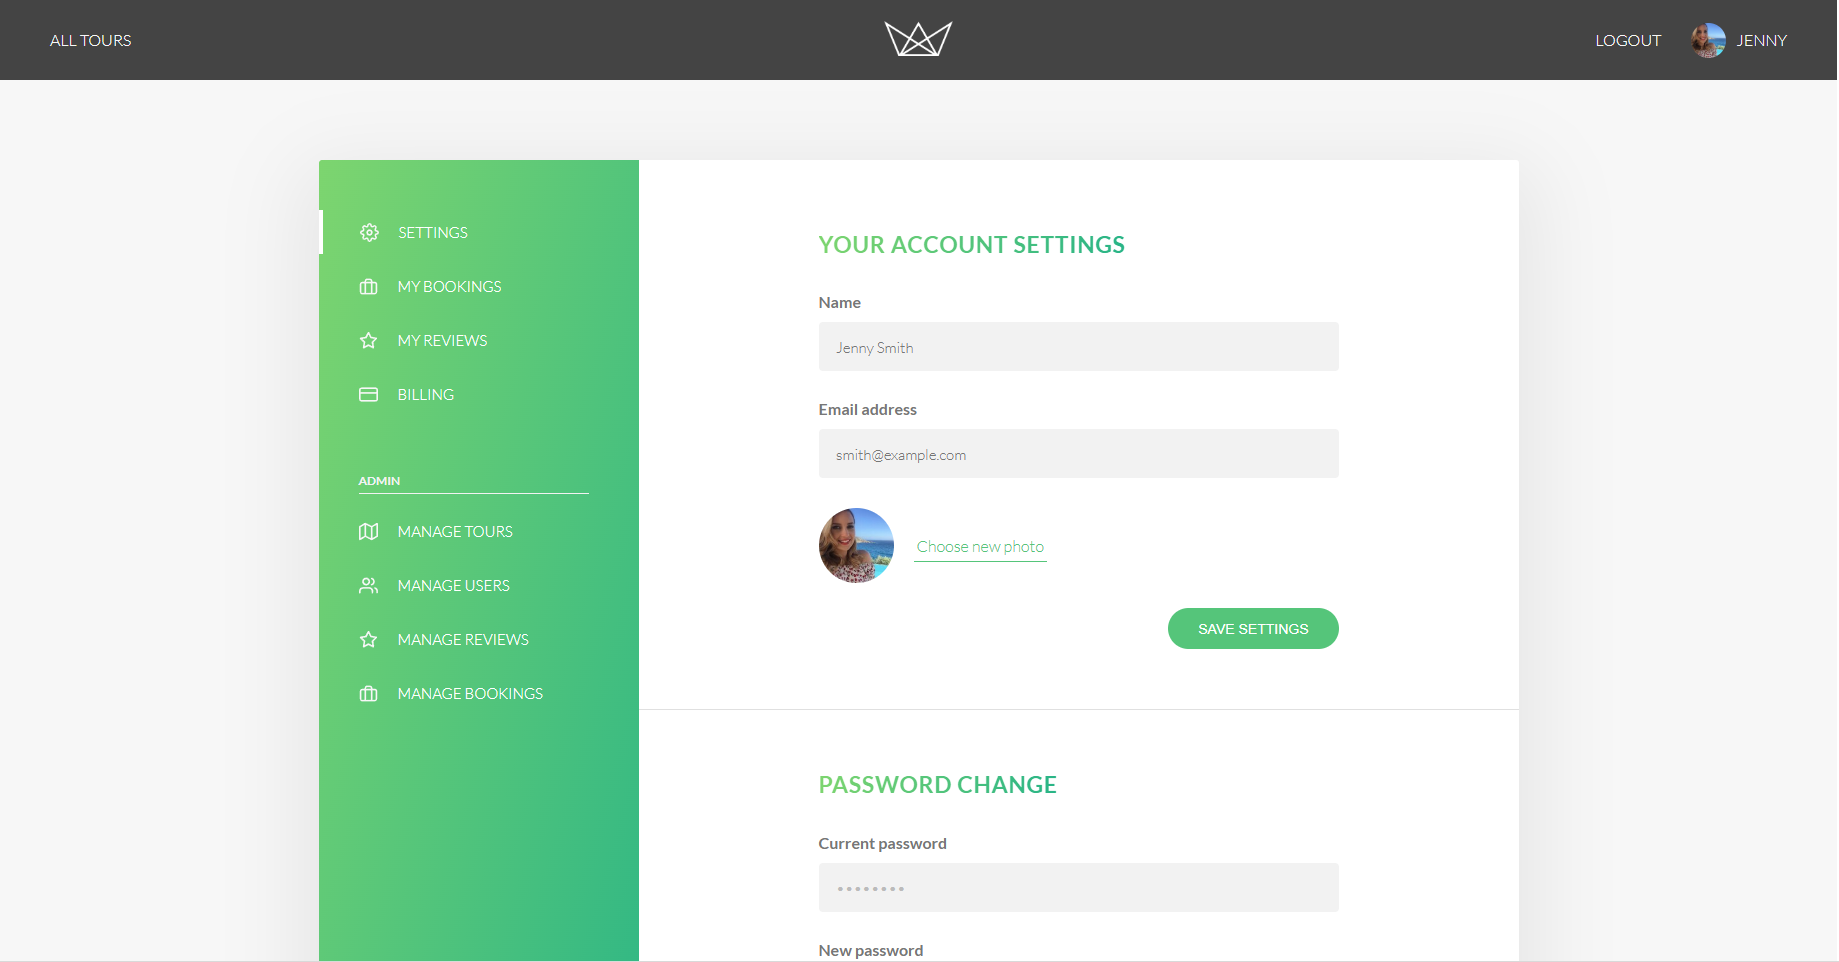 ALL TOURS
LOGOUT
JENNY
SETTINGS
MY BOOKINGS
MY REVIEWS
BILLING
ADMIN
MANAGE TOURS
MANAGE USERS
MANAGE REVIEWS
MANAGE BOOKINGS
YOUR ACCOUNT SETTINGS
Name
Jenny Smith
Email address
smith@example.com
Choose new photo
SAVE SETTINGS
PASSWORD CHANGE
Current password
••••••••
New password